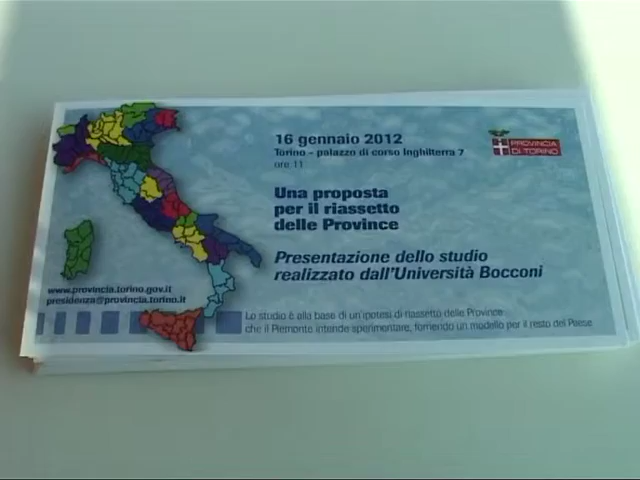 16 gennaio 2012
Torino - palazzo di corso Inghilterra 7
ore 11
PROVINCIA
DI TORINO
Una proposta
per il riassetto
delle Province
Presentazione dello studio
realizzato dall'Università Bocconi
www.provincia.torino.gov.it
presidenza@provincia.torino.it
Lo studio è alla base di un'ipotesi di riassetto delle Province
che il Piemonte intende sperimentare, fornendo un modello per il resto del Paese